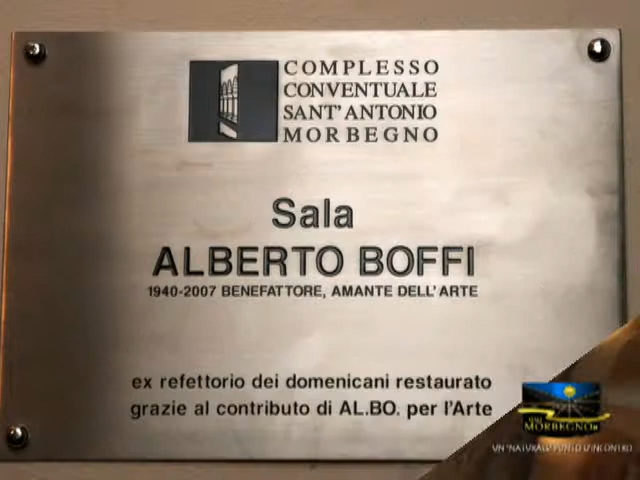 COMPLESSO
CONVENTUALE
SANT'ANTONIO
MORBEGNO
Sala
ALBERTO BOFFI
1940-2007 BENEFATTORE, AMANTE DELL'ARTE
ex refettorio dei domenicani restaurato
grazie al contributo di AL.BO. per l'Arte
MORBEGNO
UN "NATURALE" PUNTO D'INCONTRO